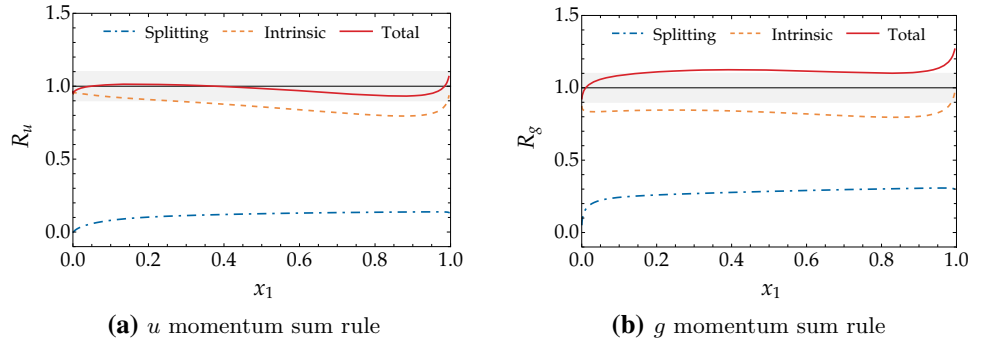 1.5
Splitting Intrinsic Total
1.0
R_u
0.5
0.0
0.0 0.2 0.4 0.6 0.8 1.0
x_1
(a) u momentum sum rule
1.5
Splitting Intrinsic Total
1.0
R_g
0.5
0.0
0.0 0.2 0.4 0.6 0.8 1.0
x_1
(b) g momentum sum rule